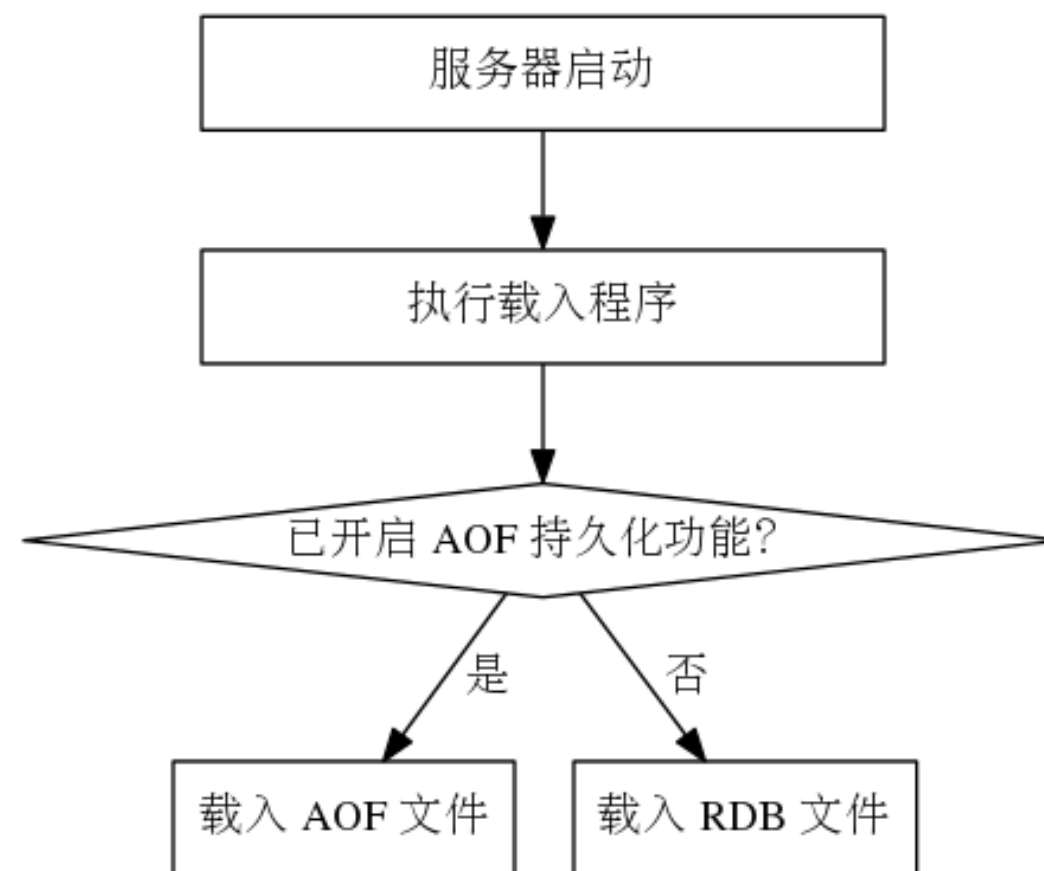 服务器启动
执行载入程序
已开启 AOF 持久化功能?
是
否
载入 AOF 文件
载入 RDB 文件